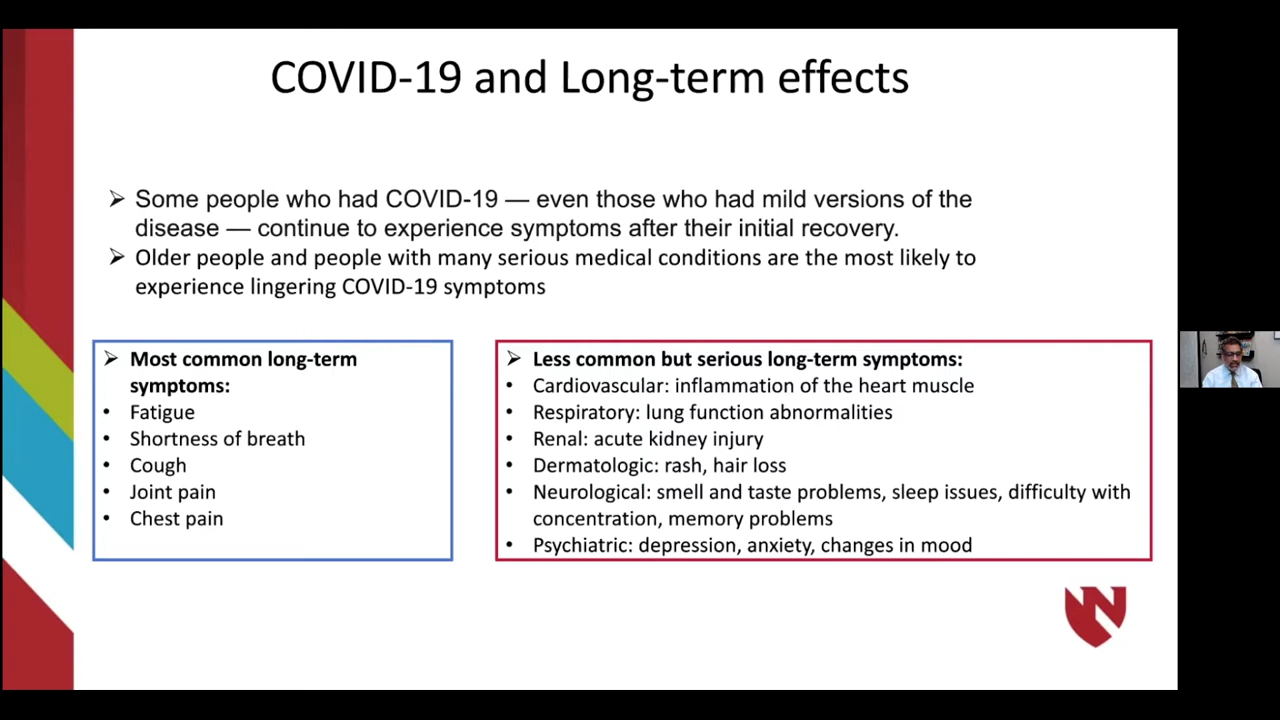 COVID-19 and Long-term effects
➢ Some people who had COVID-19 — even those who had mild versions of the
disease — continue to experience symptoms after their initial recovery.
➢ Older people and people with many serious medical conditions are the most likely to
experience lingering COVID-19 symptoms
➢ Most common long-term
symptoms:
• Fatigue
• Shortness of breath
• Cough
• Joint pain
• Chest pain
➢ Less common but serious long-term symptoms:
• Cardiovascular: inflammation of the heart muscle
• Respiratory: lung function abnormalities
• Renal: acute kidney injury
• Dermatologic: rash, hair loss
• Neurological: smell and taste problems, sleep issues, difficulty with
concentration, memory problems
• Psychiatric: depression, anxiety, changes in mood
N